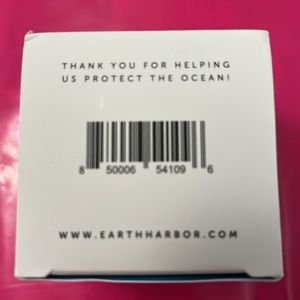 THANK YOU FOR HELPING
US PROTECT THE OCEAN!
8 50006 54109 6
WWW.EARTHHARBOR.COM